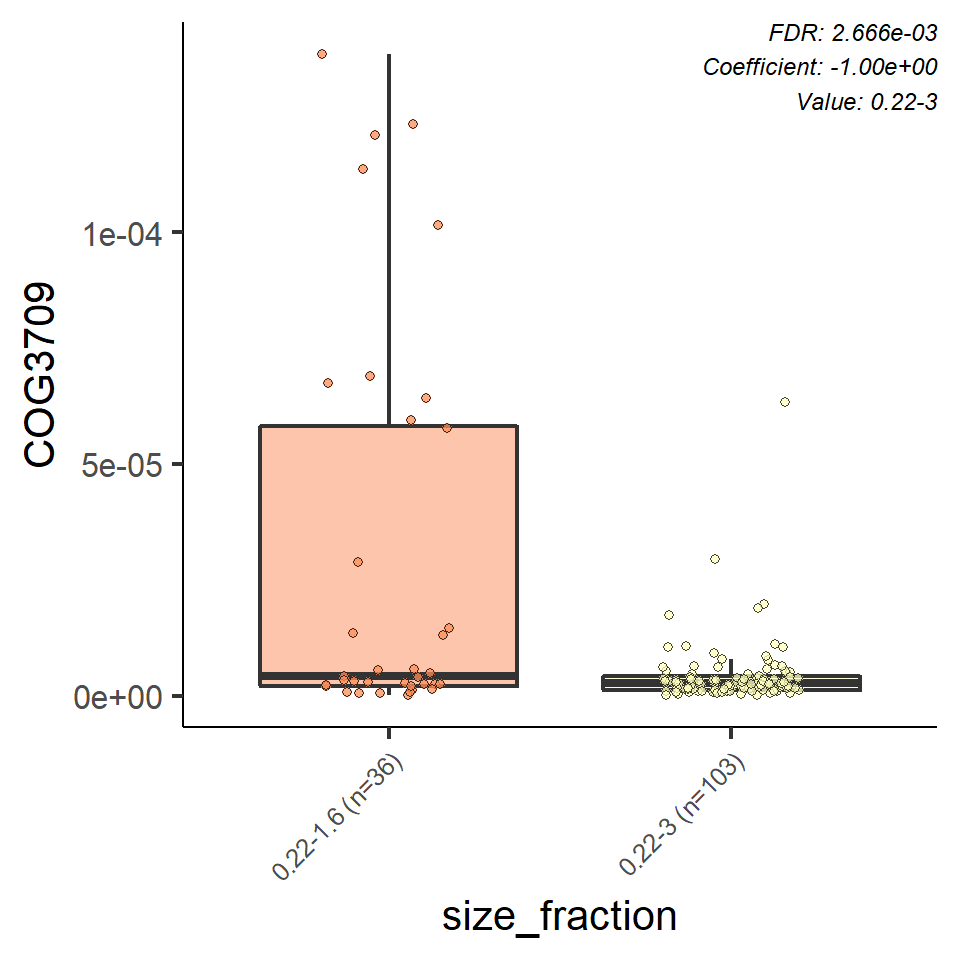 FDR: 2.666e-03
Coefficient: -1.00e+00
Value: 0.22-3
COG3709
1e-04
5e-05
0e+00
0.22-1.6 (n=36)
0.22-3 (n=103)
size_fraction